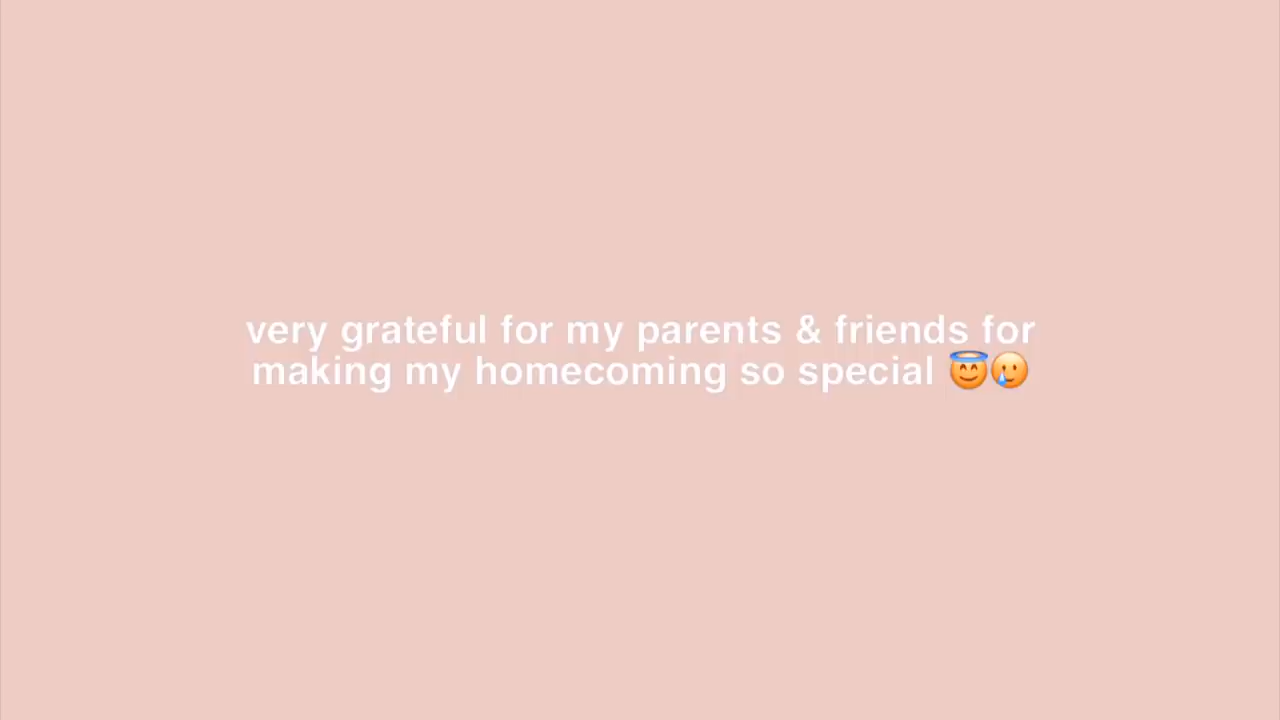 very grateful for my parents & friends for
making my homecoming so special 😇🥲